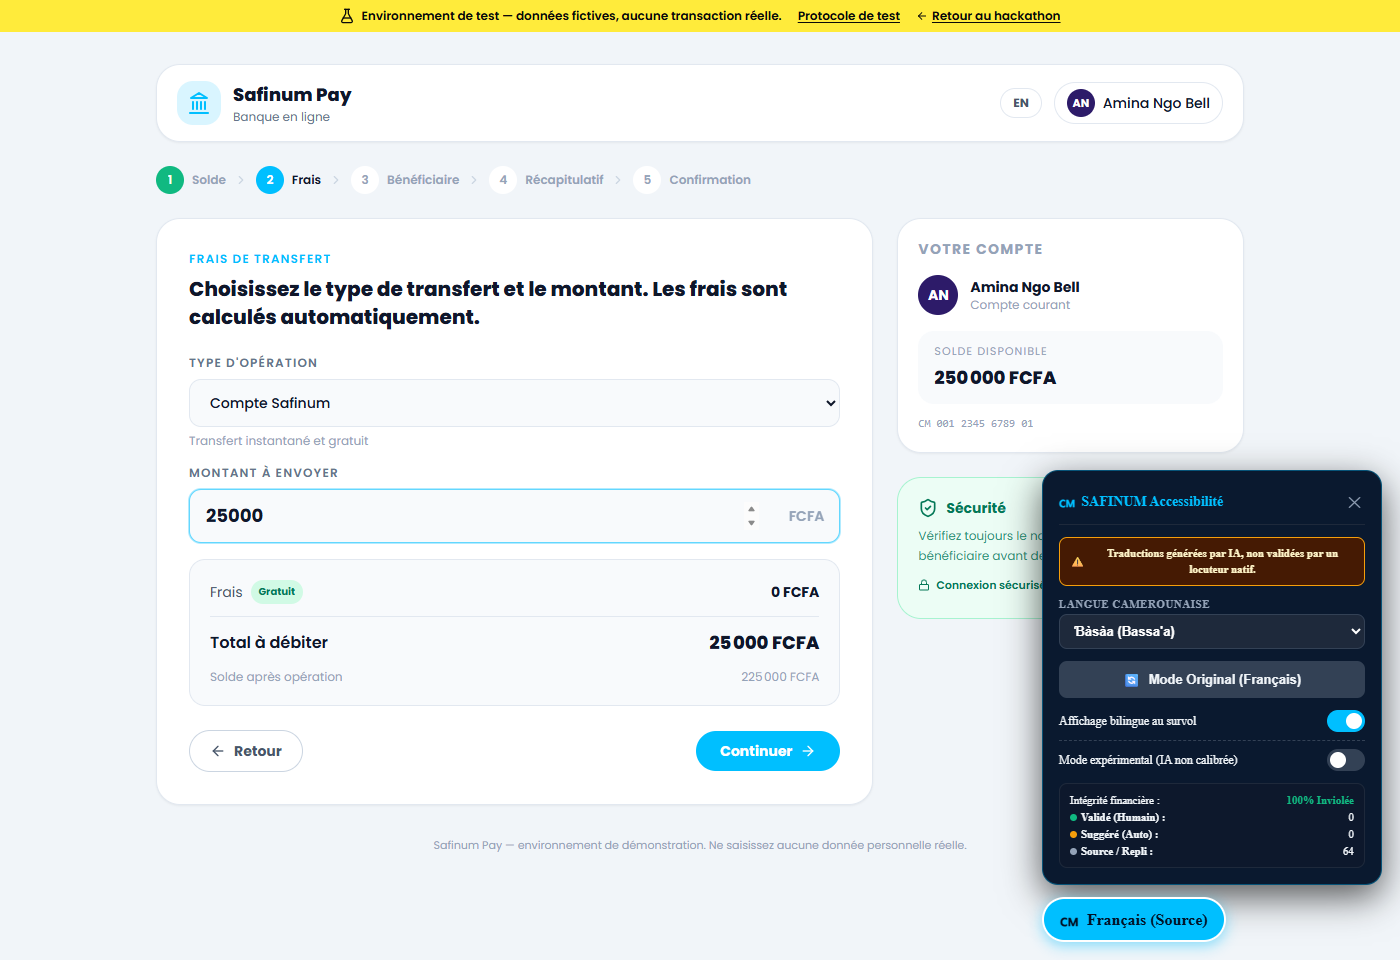 Environnement de test — données fictives, aucune transaction réelle. Protocole de test ← Retour au hackathon
Safinum Pay
Banque en ligne
EN
AN Amina Ngo Bell
1 Solde
2 Frais
3 Bénéficiaire
4 Récapitulatif
5 Confirmation
FRAIS DE TRANSFERT
Choisissez le type de transfert et le montant. Les frais sont
calculés automatiquement.
TYPE D'OPÉRATION
Compte Safinum
Transfert instantané et gratuit
MONTANT À ENVOYER
25000 FCFA
Frais Gratuit 0 FCFA
Total à débiter 25 000 FCFA
Solde après opération 225 000 FCFA
← Retour
Continuer →
VOTRE COMPTE
AN Amina Ngo Bell
Compte courant
SOLDE DISPONIBLE
250 000 FCFA
CM 001 2345 6789 01
Sécurité
Vérifiez toujours le
bénéficiaire avant
Connexion sécuris
CM SAFINUM Accessibilité
Traductions générées par IA, non validées par un
locuteur natif.
LANGUE CAMEROUNAISE
Ɓàsàa (Bassa'a)
Mode Original (Français)
Affichage bilingue au survol
Mode expérimental (IA non calibrée)
Intégrité financière : 100% Inviolée
Validé (Humain) : 0
Suggéré (Auto) : 0
Source / Repli : 64
CM Français (Source)
Safinum Pay — environnement de démonstration. Ne saisissez aucune donnée personnelle réelle.